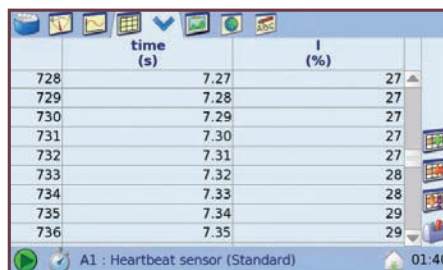 ABC
time I
(s) (%)
728 7.27 27
729 7.28 27
730 7.29 27
731 7.30 27
732 7.31 27
733 7.32 28
734 7.33 28
735 7.34 29
736 7.35 29
A1 : Heartbeat sensor (Standard)